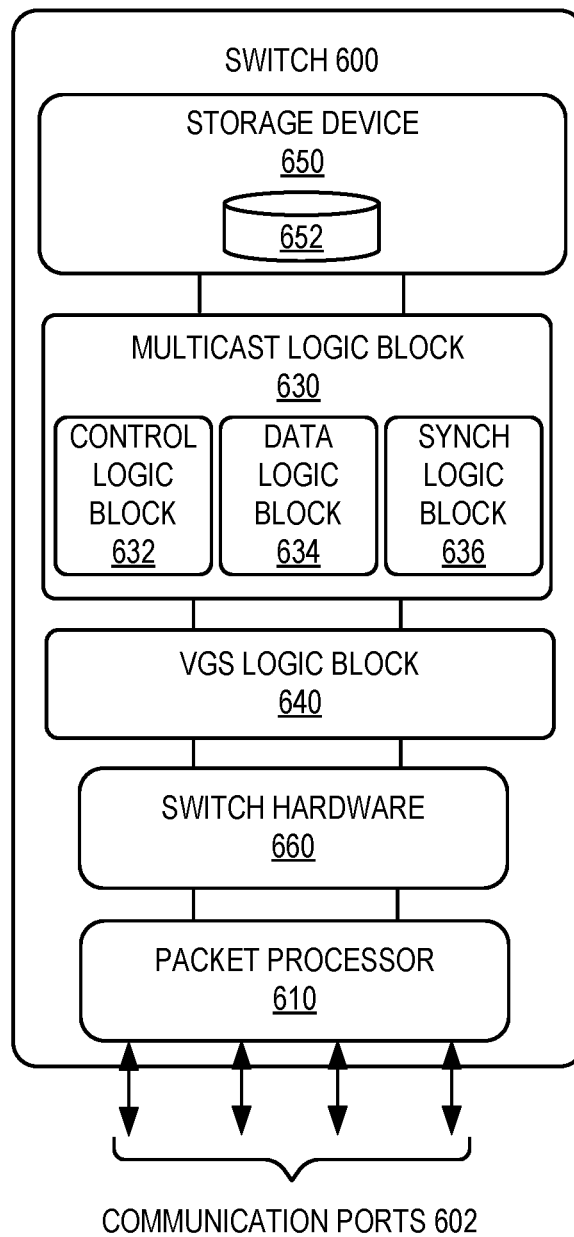 SWITCH 600
STORAGE DEVICE
650
652
MULTICAST LOGIC BLOCK
630
CONTROL
LOGIC
BLOCK
632
DATA
LOGIC
BLOCK
634
SYNCH
LOGIC
BLOCK
636
VGS LOGIC BLOCK
640
SWITCH HARDWARE
660
PACKET PROCESSOR
610
COMMUNICATION PORTS 602